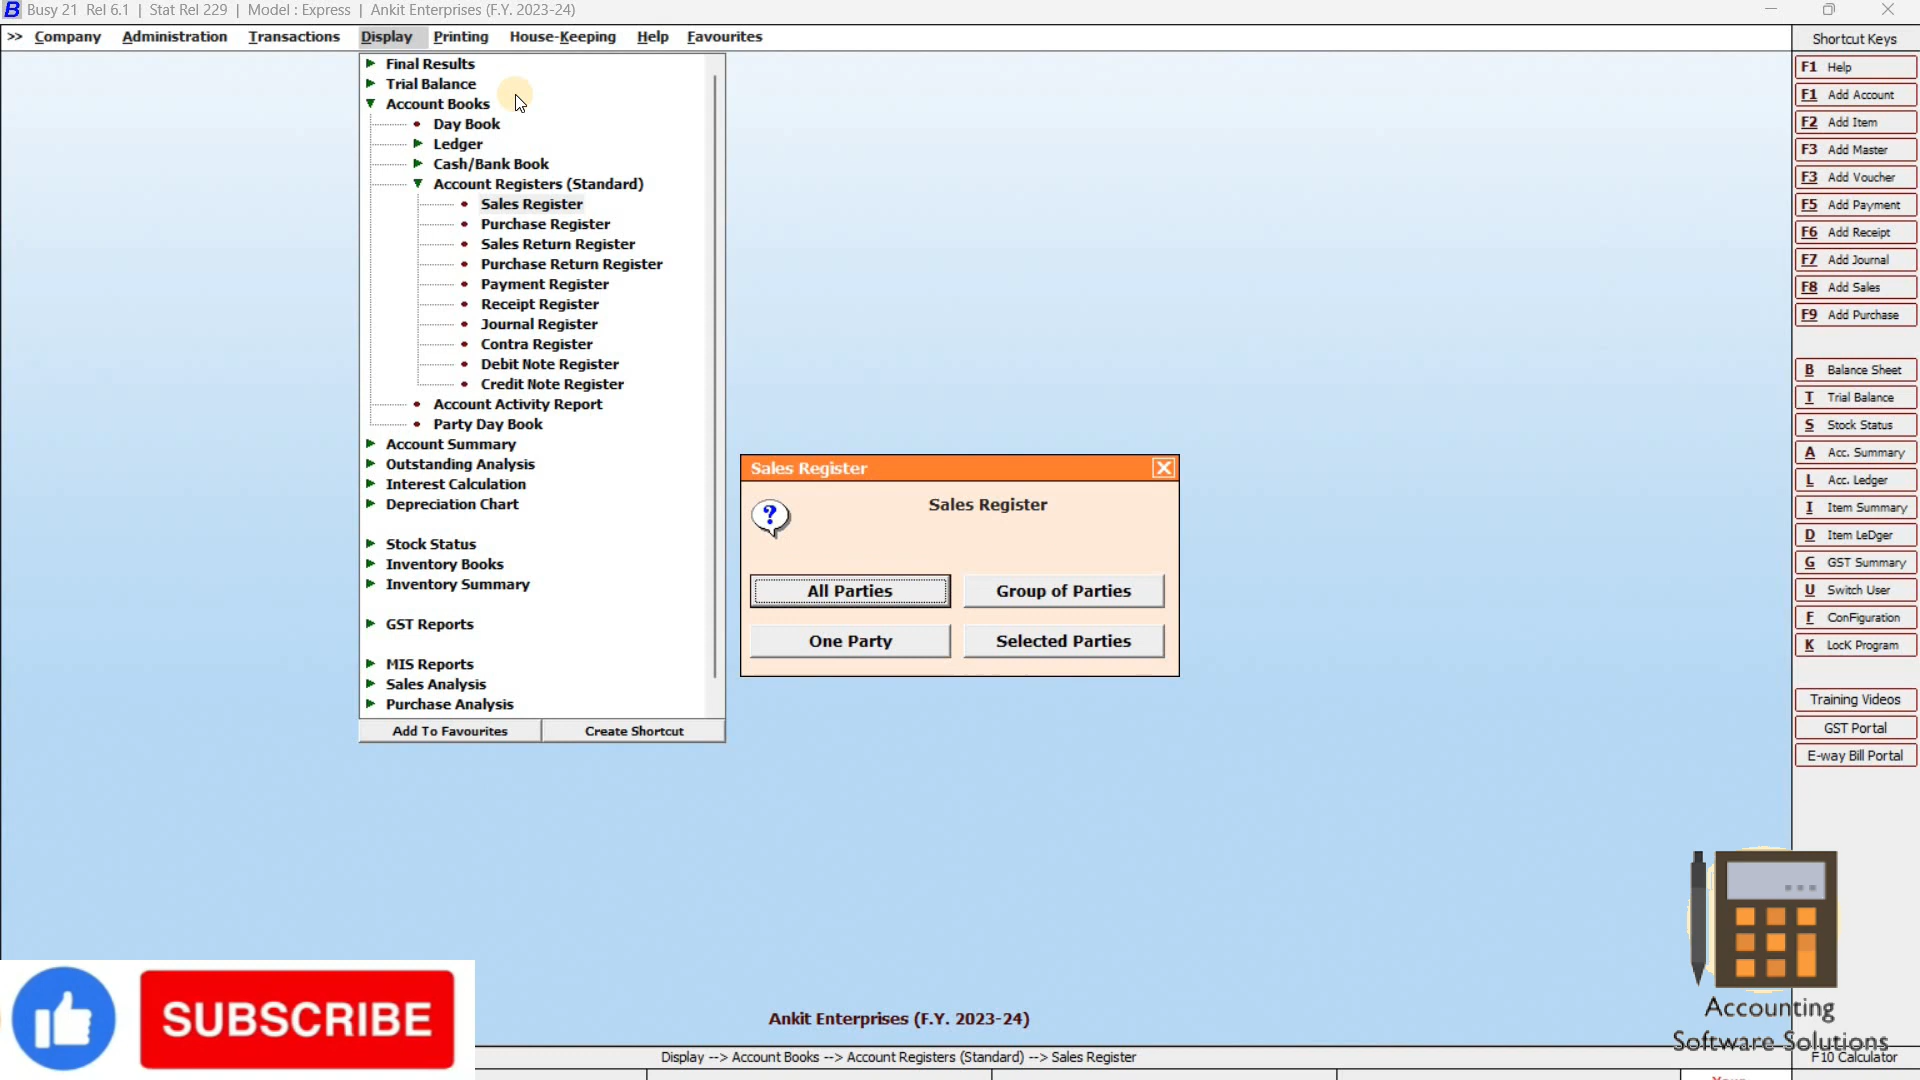 B Busy 21 Rel 6.1 | Stat Rel 229 | Model : Express | Ankit Enterprises (F.Y. 2023-24)
>> Company Administration Transactions Display Printing House-Keeping Help Favourites
Final Results
Trial Balance
Account Books
Day Book
Ledger
Cash/Bank Book
Account Registers (Standard)
Sales Register
Purchase Register
Sales Return Register
Purchase Return Register
Payment Register
Receipt Register
Journal Register
Contra Register
Debit Note Register
Credit Note Register
Account Activity Report
Party Day Book
Account Summary
Outstanding Analysis
Interest Calculation
Depreciation Chart
Stock Status
Inventory Books
Inventory Summary
GST Reports
MIS Reports
Sales Analysis
Purchase Analysis
Add To Favourites Create Shortcut
Sales Register
?
Sales Register
All Parties Group of Parties
One Party Selected Parties
Shortcut Keys
F1 Help
F1 Add Account
F2 Add Item
F3 Add Master
F3 Add Voucher
F5 Add Payment
F6 Add Receipt
F7 Add Journal
F8 Add Sales
F9 Add Purchase
B Balance Sheet
T Trial Balance
S Stock Status
A Acc. Summary
L Acc. Ledger
I Item Summary
D Item LeDger
G GST Summary
U Switch User
F ConFiguration
K LocK Program
Training Videos
GST Portal
E-way Bill Portal
Accounting
Software Solutions
SUBSCRIBE
Ankit Enterprises (F.Y. 2023-24)
Display --> Account Books --> Account Registers (Standard) --> Sales Register
F10 Calculator